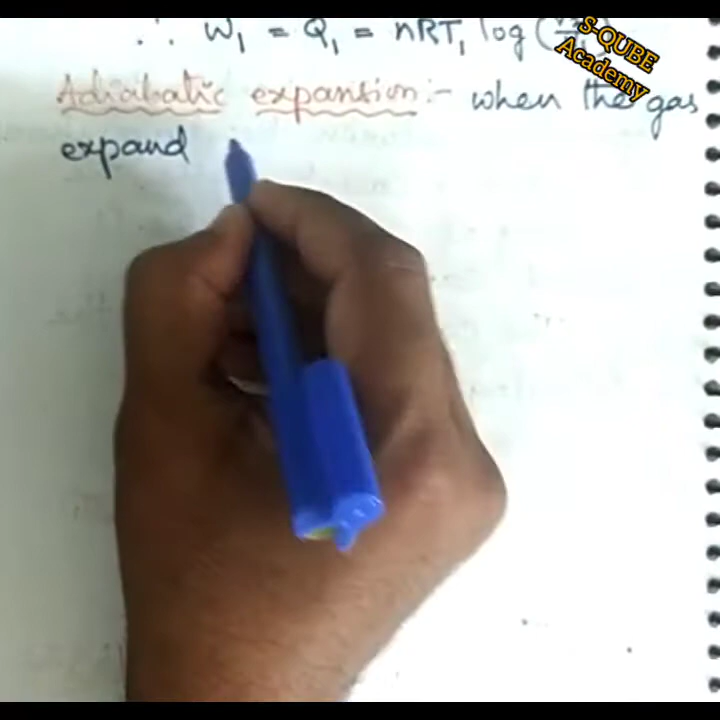 ∴ W₁ = Q₁ = nRT₁ log (
S-QUBE
Academy
Adiabatic expansion:- when the gas
expand